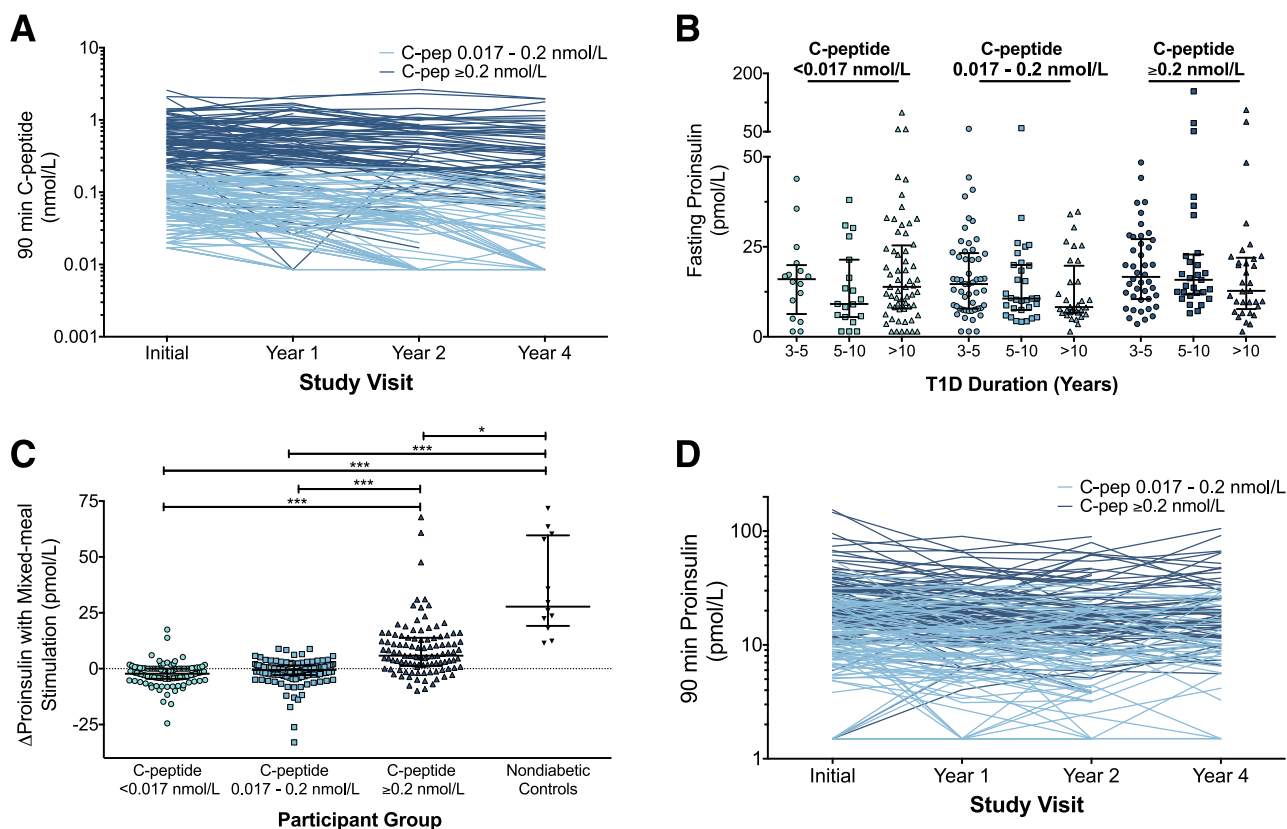 A
C-pep 0.017 - 0.2 nmol/L
C-pep ≥0.2 nmol/L
10
1
0.1
0.01
0.001
90 min C-peptide
(nmol/L)
Initial Year 1 Year 2 Year 4
Study Visit
B
C-peptide C-peptide C-peptide
<0.017 nmol/L 0.017 - 0.2 nmol/L ≥0.2 nmol/L
200
50
50
25
0
Fasting Proinsulin
(pmol/L)
3-5 5-10 >10 3-5 5-10 >10 3-5 5-10 >10
T1D Duration (Years)
C
*
***
***
***
***
75
50
25
0
-25
ΔProinsulin with Mixed-meal
Stimulation (pmol/L)
C-peptide C-peptide C-peptide Nondiabetic
<0.017 nmol/L 0.017 - 0.2 nmol/L ≥0.2 nmol/L Controls
Participant Group
D
C-pep 0.017 - 0.2 nmol/L
C-pep ≥0.2 nmol/L
100
10
1
90 min Proinsulin
(pmol/L)
Initial Year 1 Year 2 Year 4
Study Visit